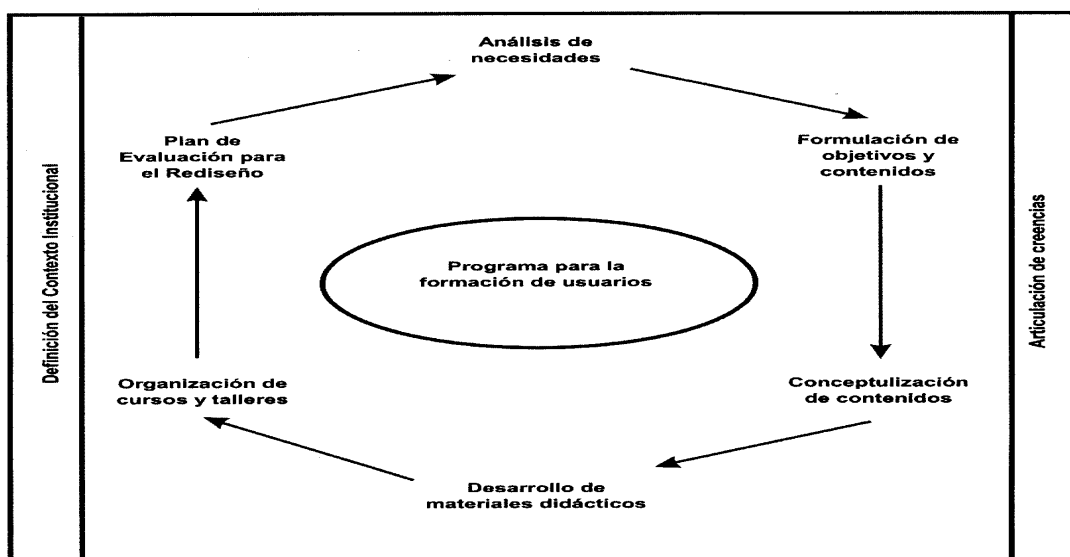 Análisis de
necesidades
Plan de
Evaluación para
el Rediseño
Formulación de
objetivos y
contenidos
Definición del Contexto Institucional
Programa para la
formación de usuarios
Articulación de creencias
Organización de
cursos y talleres
Conceptulización
de contenidos
Desarrollo de
materiales didácticos